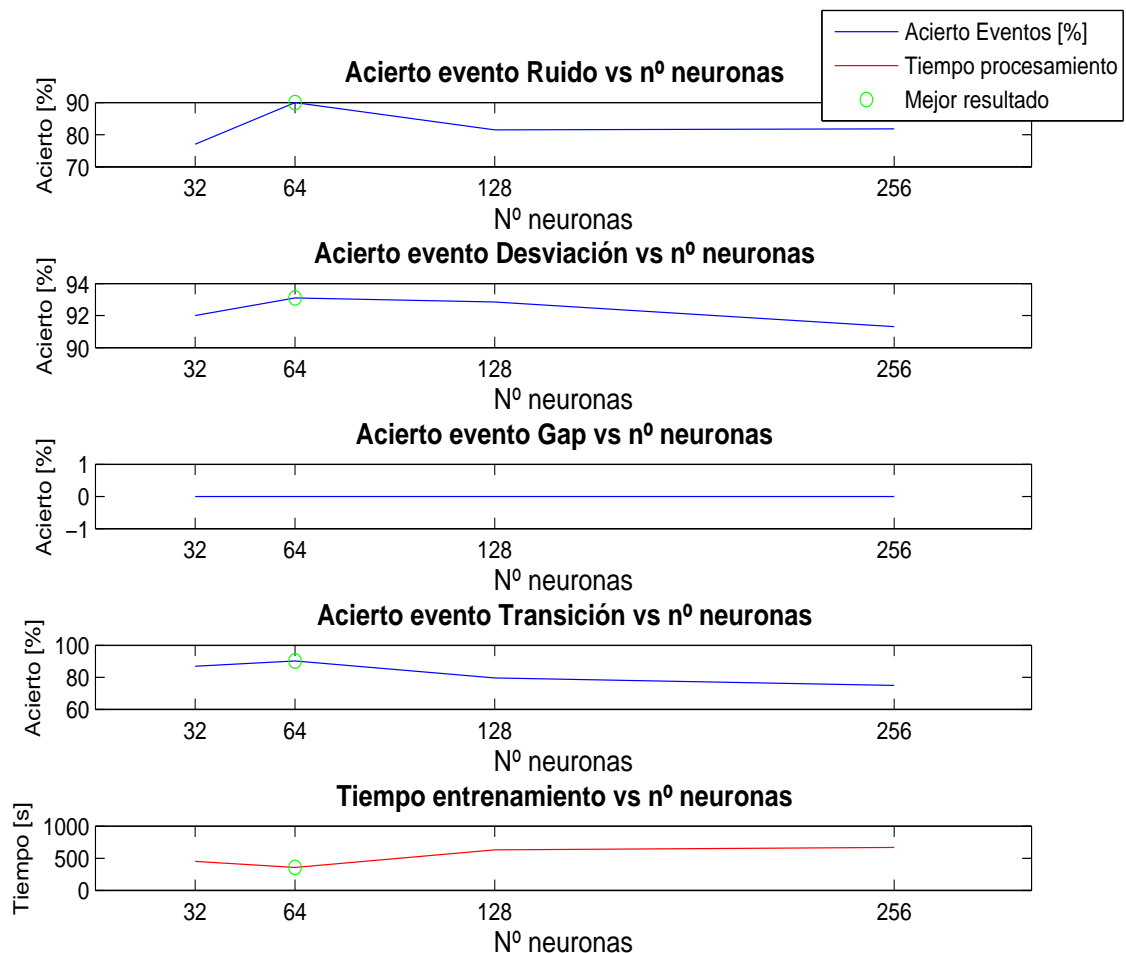 Acierto Eventos [%]
Tiempo procesamiento
Mejor resultado
Acierto evento Ruido vs nº neuronas
Acierto [%]
90
80
70
32 64 128 256
Nº neuronas
Acierto evento Desviación vs nº neuronas
Acierto [%]
94
92
90
32 64 128 256
Nº neuronas
Acierto evento Gap vs nº neuronas
Acierto [%]
1
0
−1
32 64 128 256
Nº neuronas
Acierto evento Transición vs nº neuronas
Acierto [%]
100
80
60
32 64 128 256
Nº neuronas
Tiempo entrenamiento vs nº neuronas
Tiempo [s]
1000
500
0
32 64 128 256
Nº neuronas